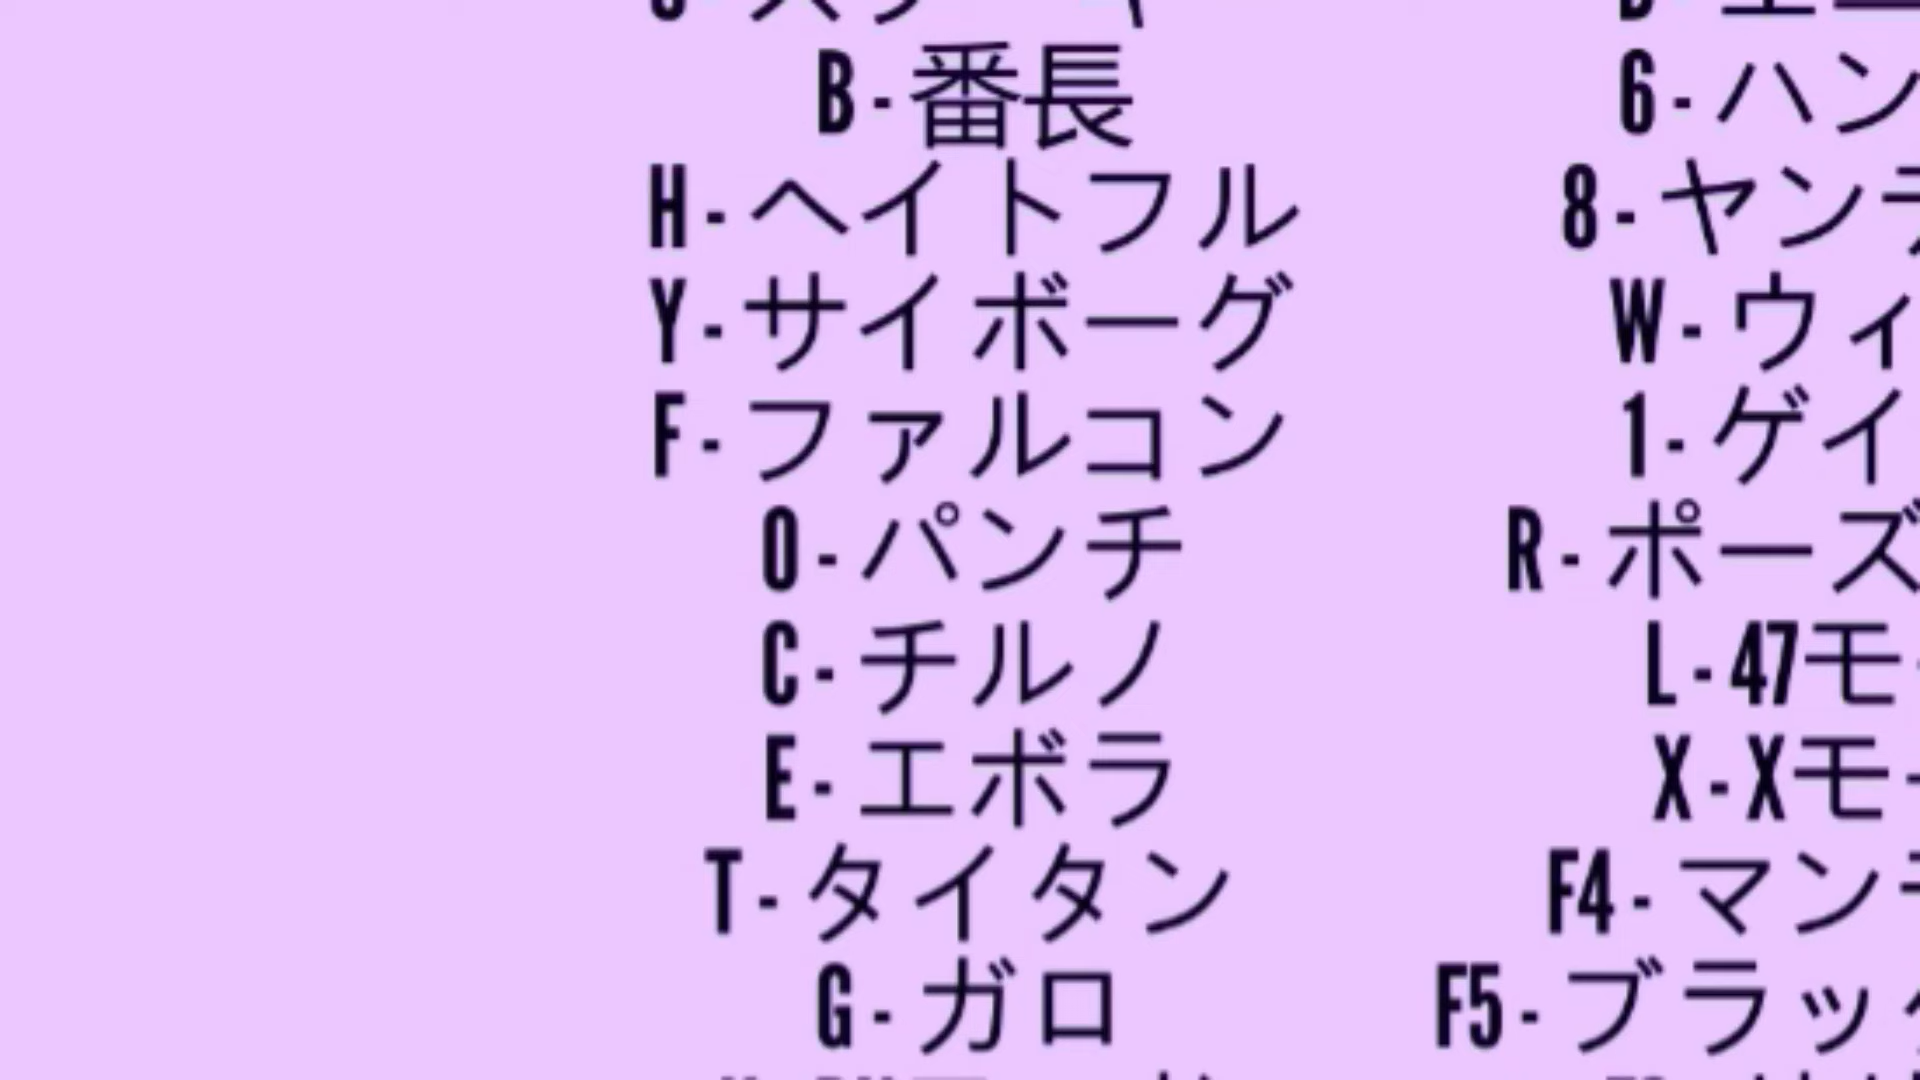 B - 番長
H - ヘイトフル
Y - サイボーグ
F - ファルコン
O - パンチ
C - チルノ
E - エボラ
T - タイタン
G - ガロ
6 - ハン
8 - ヤン
W - ウィ
1 - ゲイ
R - ポーズ
L - 47モ
X - Xモ
F4 - マン
F5 - ブラッ